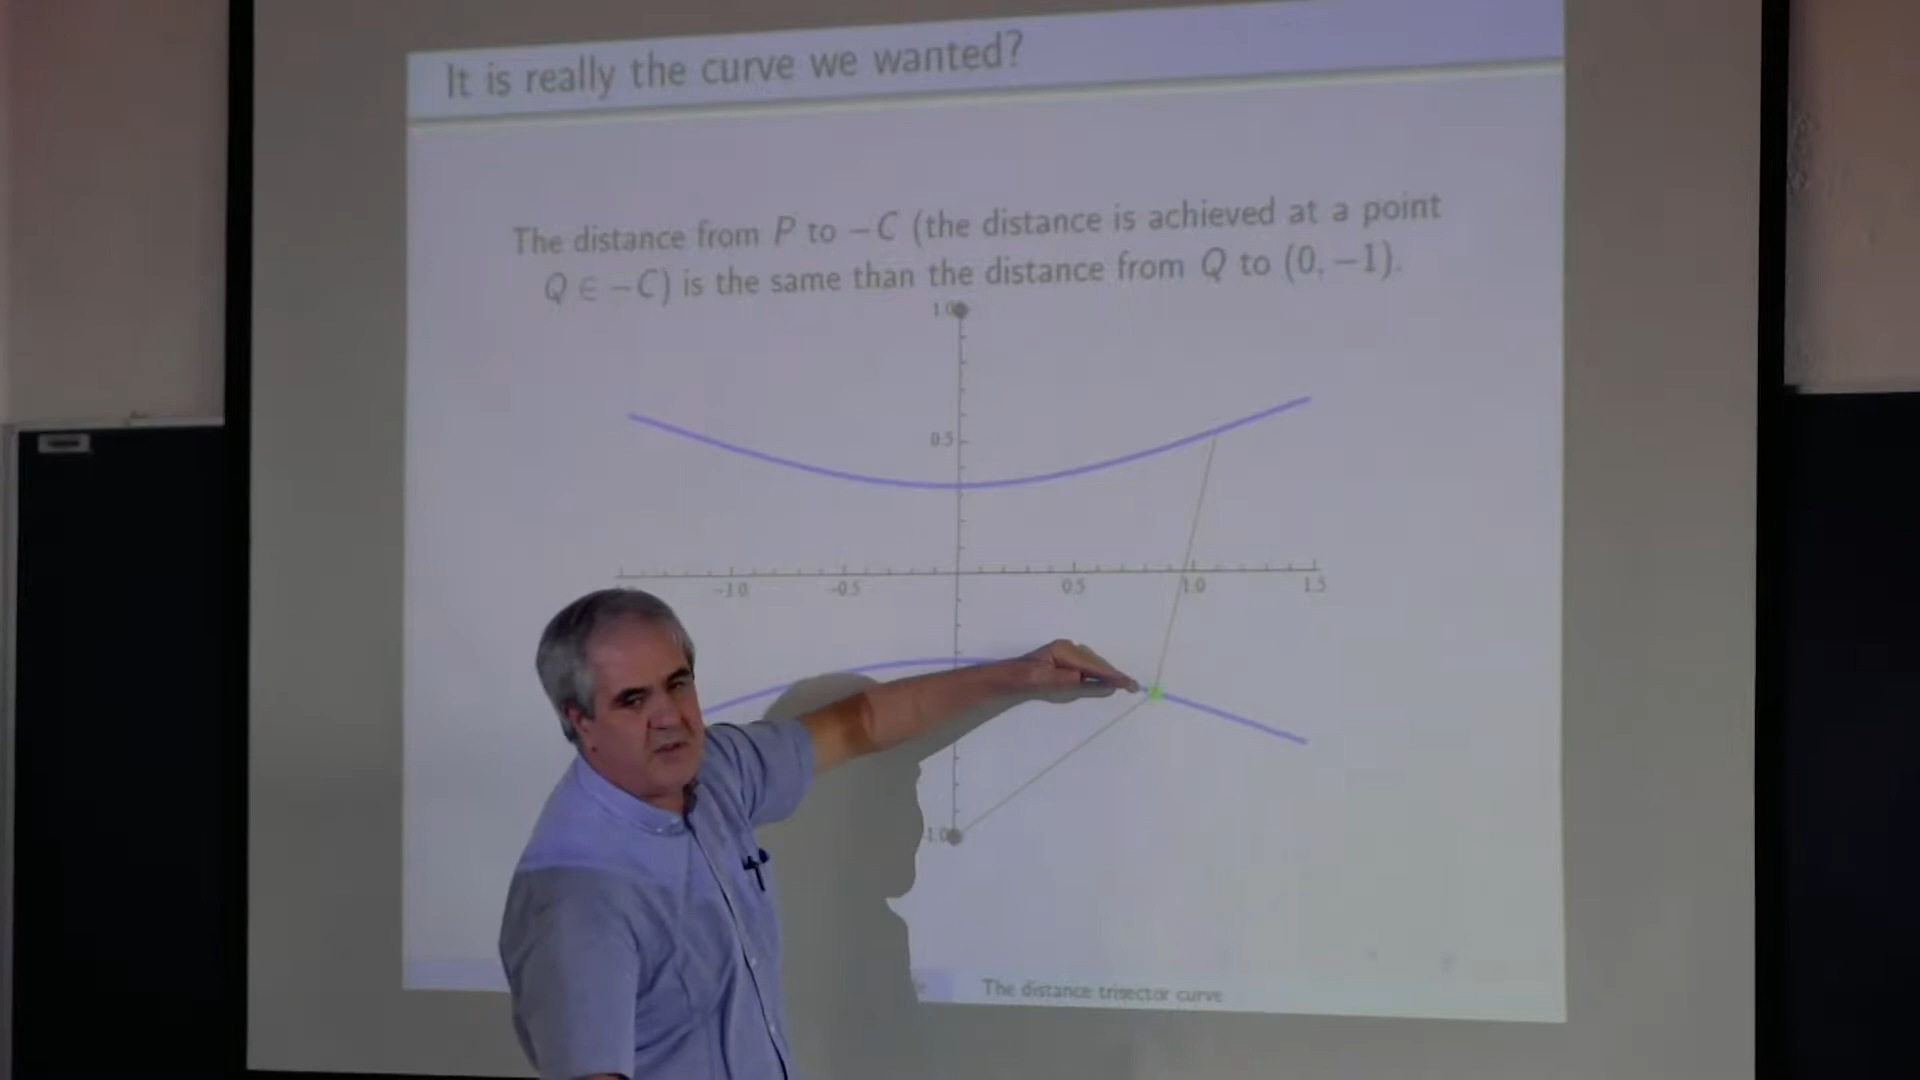 It is really the curve we wanted?
The distance from P to −C (the distance is achieved at a point
Q ∈ −C) is the same than the distance from Q to (0, −1).
1.0
0.5
−1.0 −0.5 0.5 1.0 1.5
1.0
The distance trisector curve